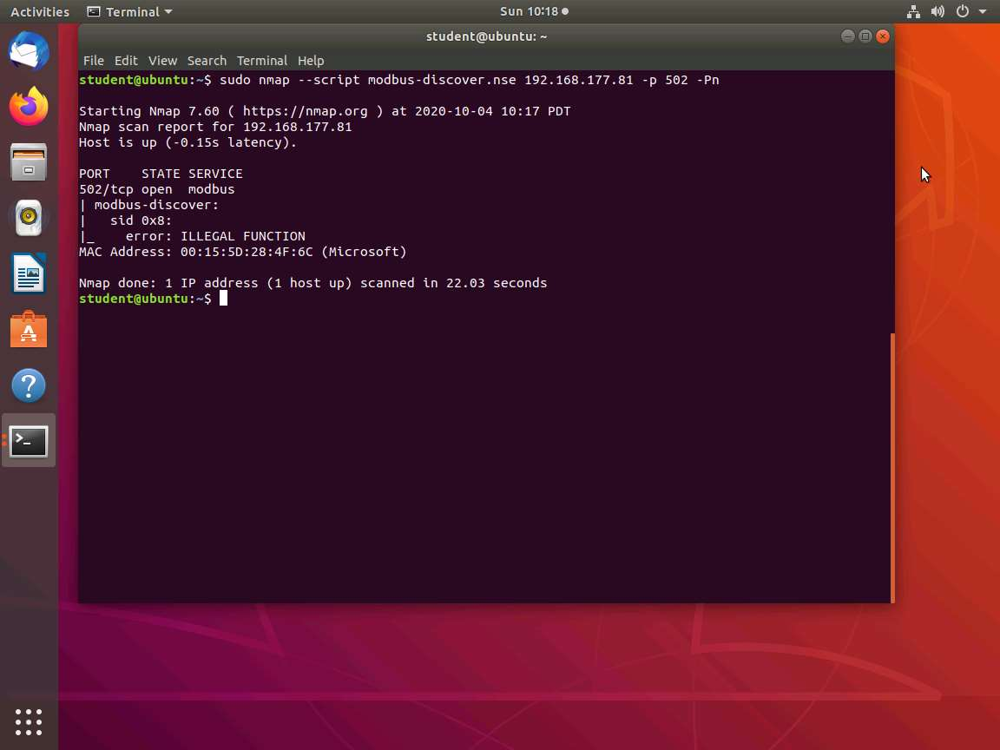 Activities Terminal Sun 10:18
student@ubuntu: ~
File Edit View Search Terminal Help
student@ubuntu:~$ sudo nmap --script modbus-discover.nse 192.168.177.81 -p 502 -Pn
Starting Nmap 7.60 ( https://nmap.org ) at 2020-10-04 10:17 PDT
Nmap scan report for 192.168.177.81
Host is up (-0.15s latency).
PORT    STATE SERVICE
502/tcp open  modbus
| modbus-discover:
|   sid 0x8:
|_    error: ILLEGAL FUNCTION
MAC Address: 00:15:5D:28:4F:6C (Microsoft)
Nmap done: 1 IP address (1 host up) scanned in 22.03 seconds
student@ubuntu:~$